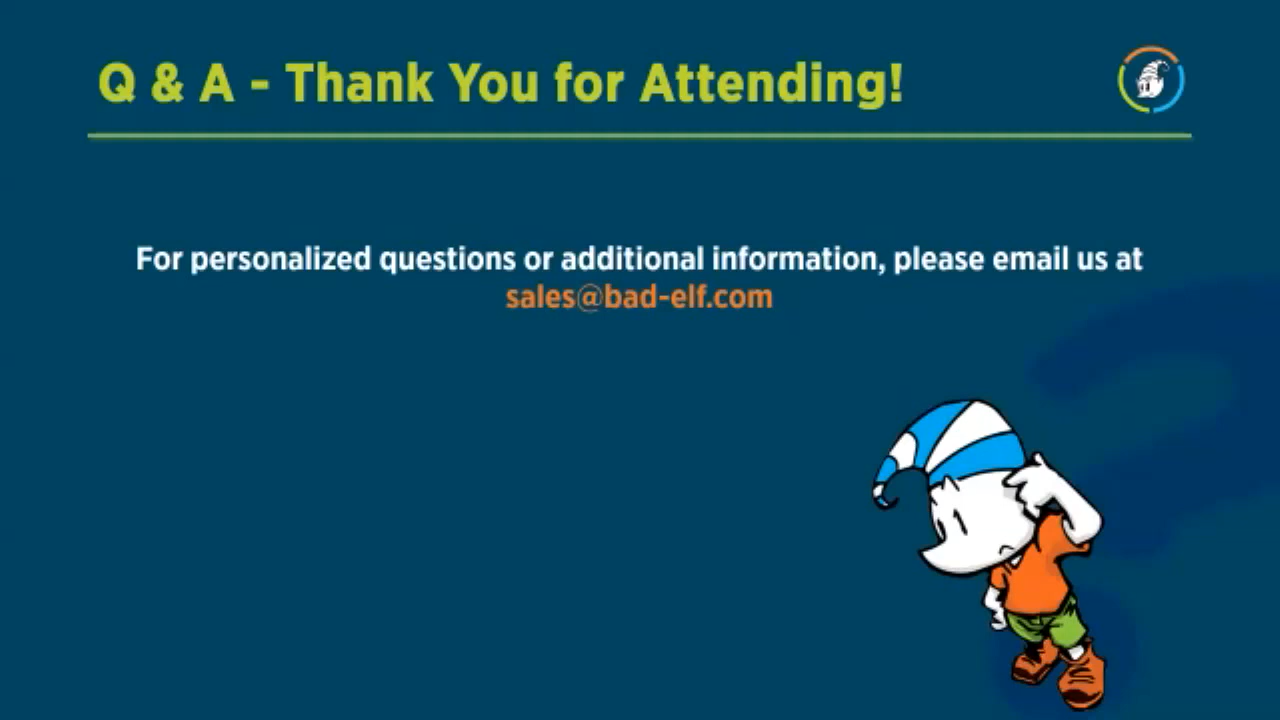 Q & A - Thank You for Attending!
For personalized questions or additional information, please email us at
sales@bad-elf.com